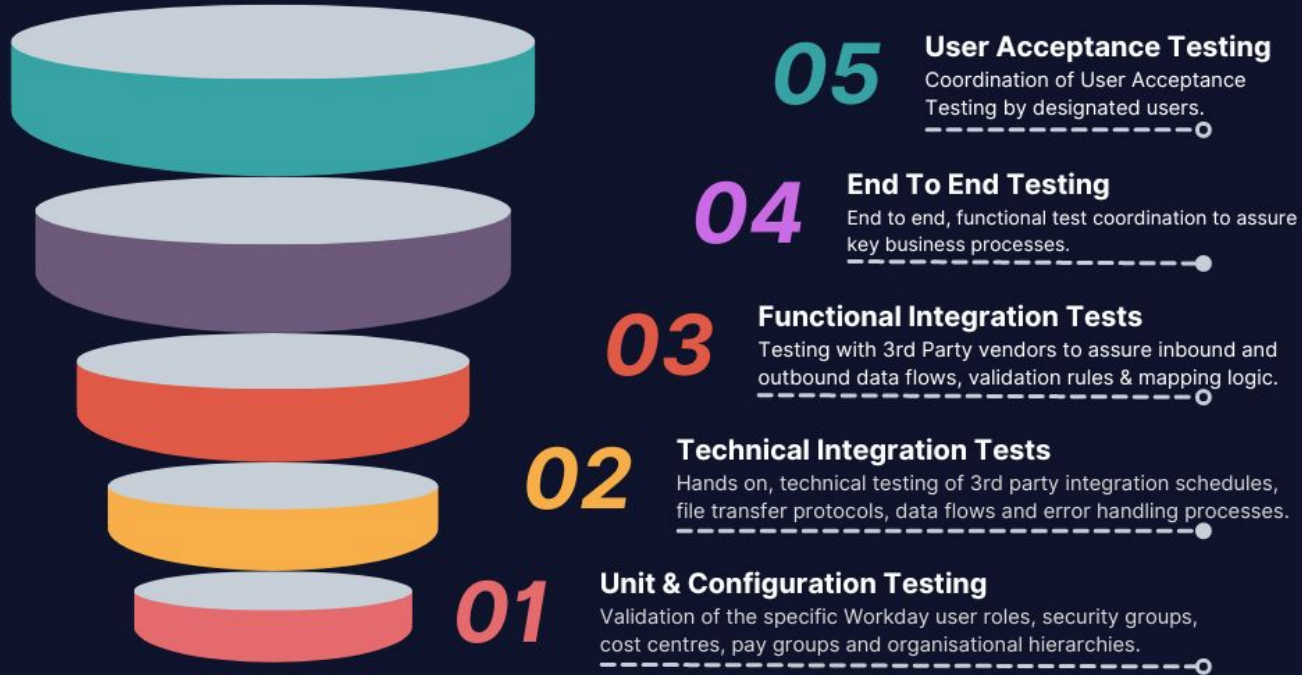 05
User Acceptance Testing
Coordination of User Acceptance
Testing by designated users.
04
End To End Testing
End to end, functional test coordination to assure
key business processes.
03
Functional Integration Tests
Testing with 3rd Party vendors to assure inbound and
outbound data flows, validation rules & mapping logic.
02
Technical Integration Tests
Hands on, technical testing of 3rd party integration schedules,
file transfer protocols, data flows and error handling processes.
01
Unit & Configuration Testing
Validation of the specific Workday user roles, security groups,
cost centres, pay groups and organisational hierarchies.